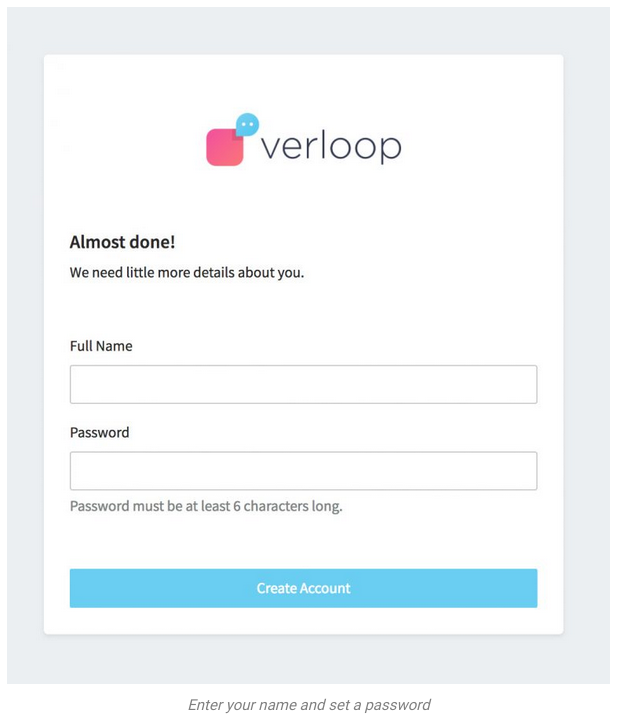 verloop
Almost done!
We need little more details about you.
Full Name
Password
Password must be at least 6 characters long.
Create Account
Enter your name and set a password